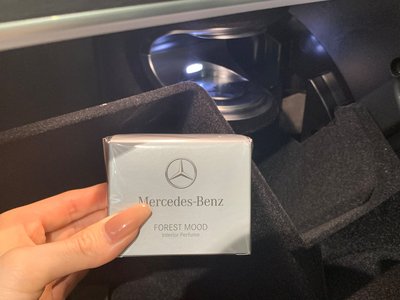 Mercedes-Benz
FOREST MOOD
Interior Perfume